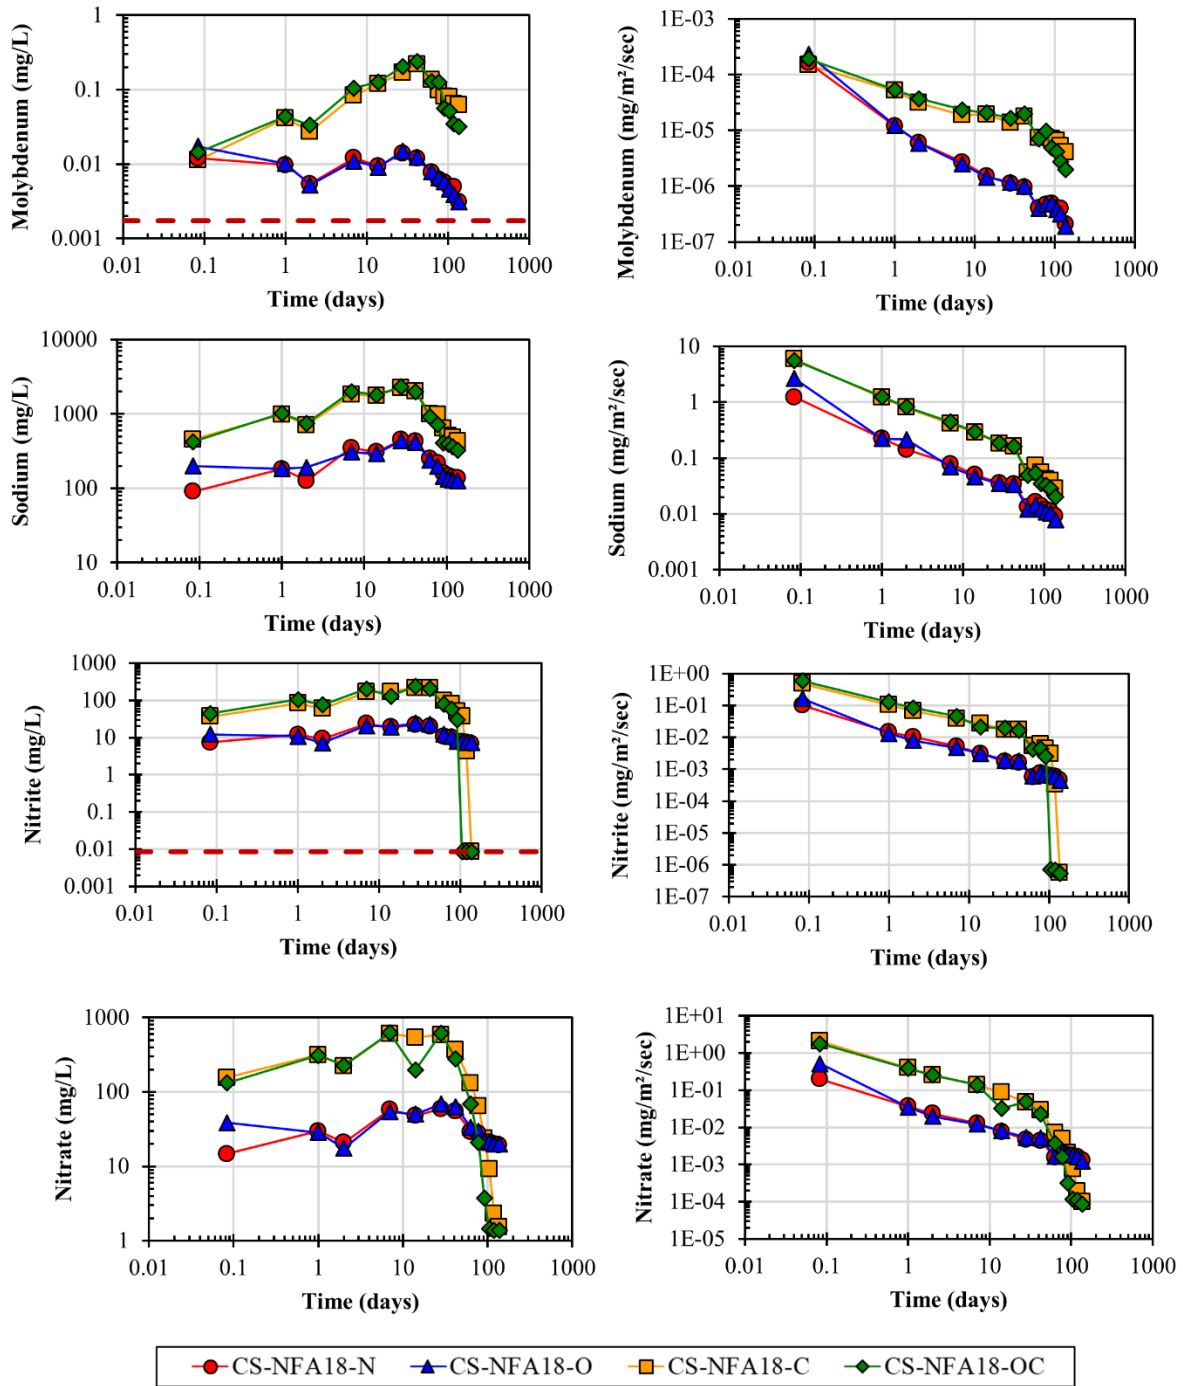 Molybdenum (mg/L)
1
0.1
0.01
0.001
0.01 0.1 1 10 100 1000
Time (days)
Molybdenum (mg/m²/sec)
1E-03
1E-04
1E-05
1E-06
1E-07
0.01 0.1 1 10 100 1000
Time (days)
Sodium (mg/L)
10000
1000
100
10
0.01 0.1 1 10 100 1000
Time (days)
Sodium (mg/m²/sec)
10
1
0.1
0.01
0.001
0.01 0.1 1 10 100 1000
Time (days)
Nitrite (mg/L)
1000
100
10
1
0.1
0.01
0.001
0.01 0.1 1 10 100 1000
Time (days)
Nitrite (mg/m²/sec)
1E+00
1E-01
1E-02
1E-03
1E-04
1E-05
1E-06
1E-07
0.01 0.1 1 10 100 1000
Time (days)
Nitrate (mg/L)
1000
100
10
1
0.01 0.1 1 10 100 1000
Time (days)
Nitrate (mg/m²/sec)
1E+01
1E+00
1E-01
1E-02
1E-03
1E-04
1E-05
0.01 0.1 1 10 100 1000
Time (days)
CS-NFA18-N CS-NFA18-O CS-NFA18-C CS-NFA18-OC